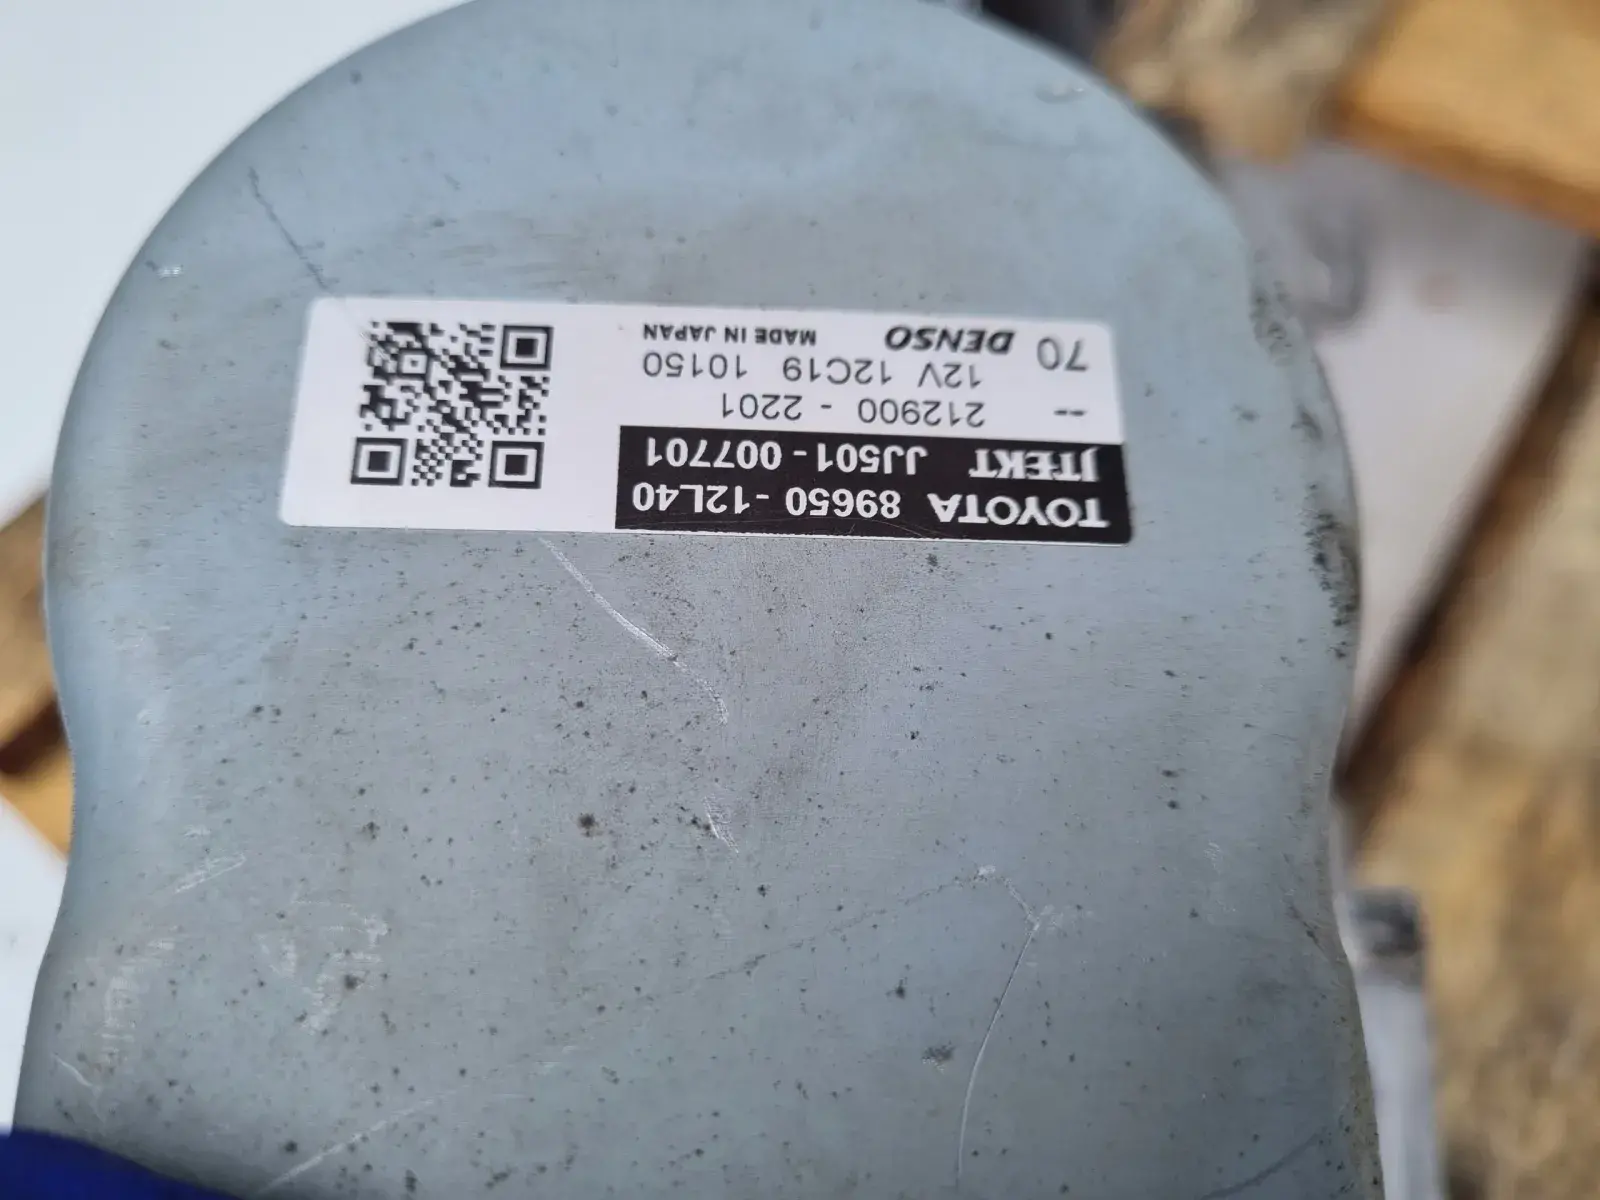 TOYOTA 89650-12L40
JTEKT JJ501-007701
-- 212900-2201
12V 12C19 10150
70 DENSO MADE IN JAPAN